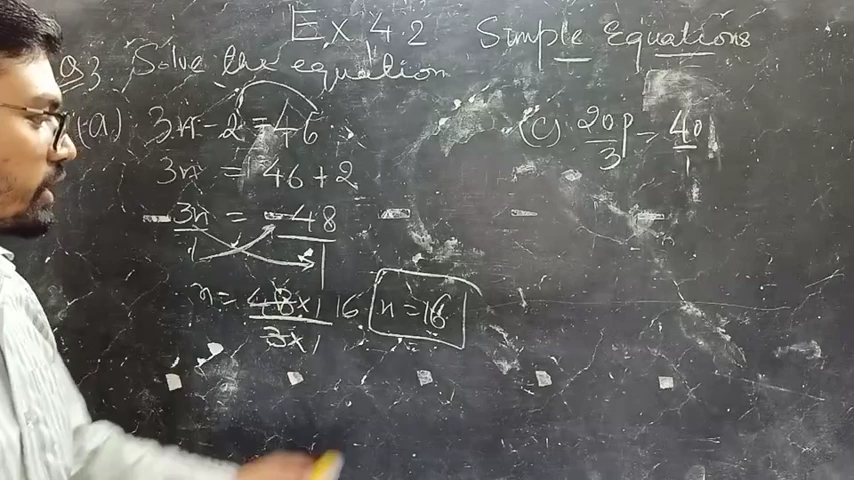 Ex 4.2 Simple Equations
Q3. Solve the equation
(a) 3n - 2 = 46
3n = 46 + 2
3n/1 = 48/1
n = 48×1/3×1 16 n = 16
(c) 20p/3 = 40/1